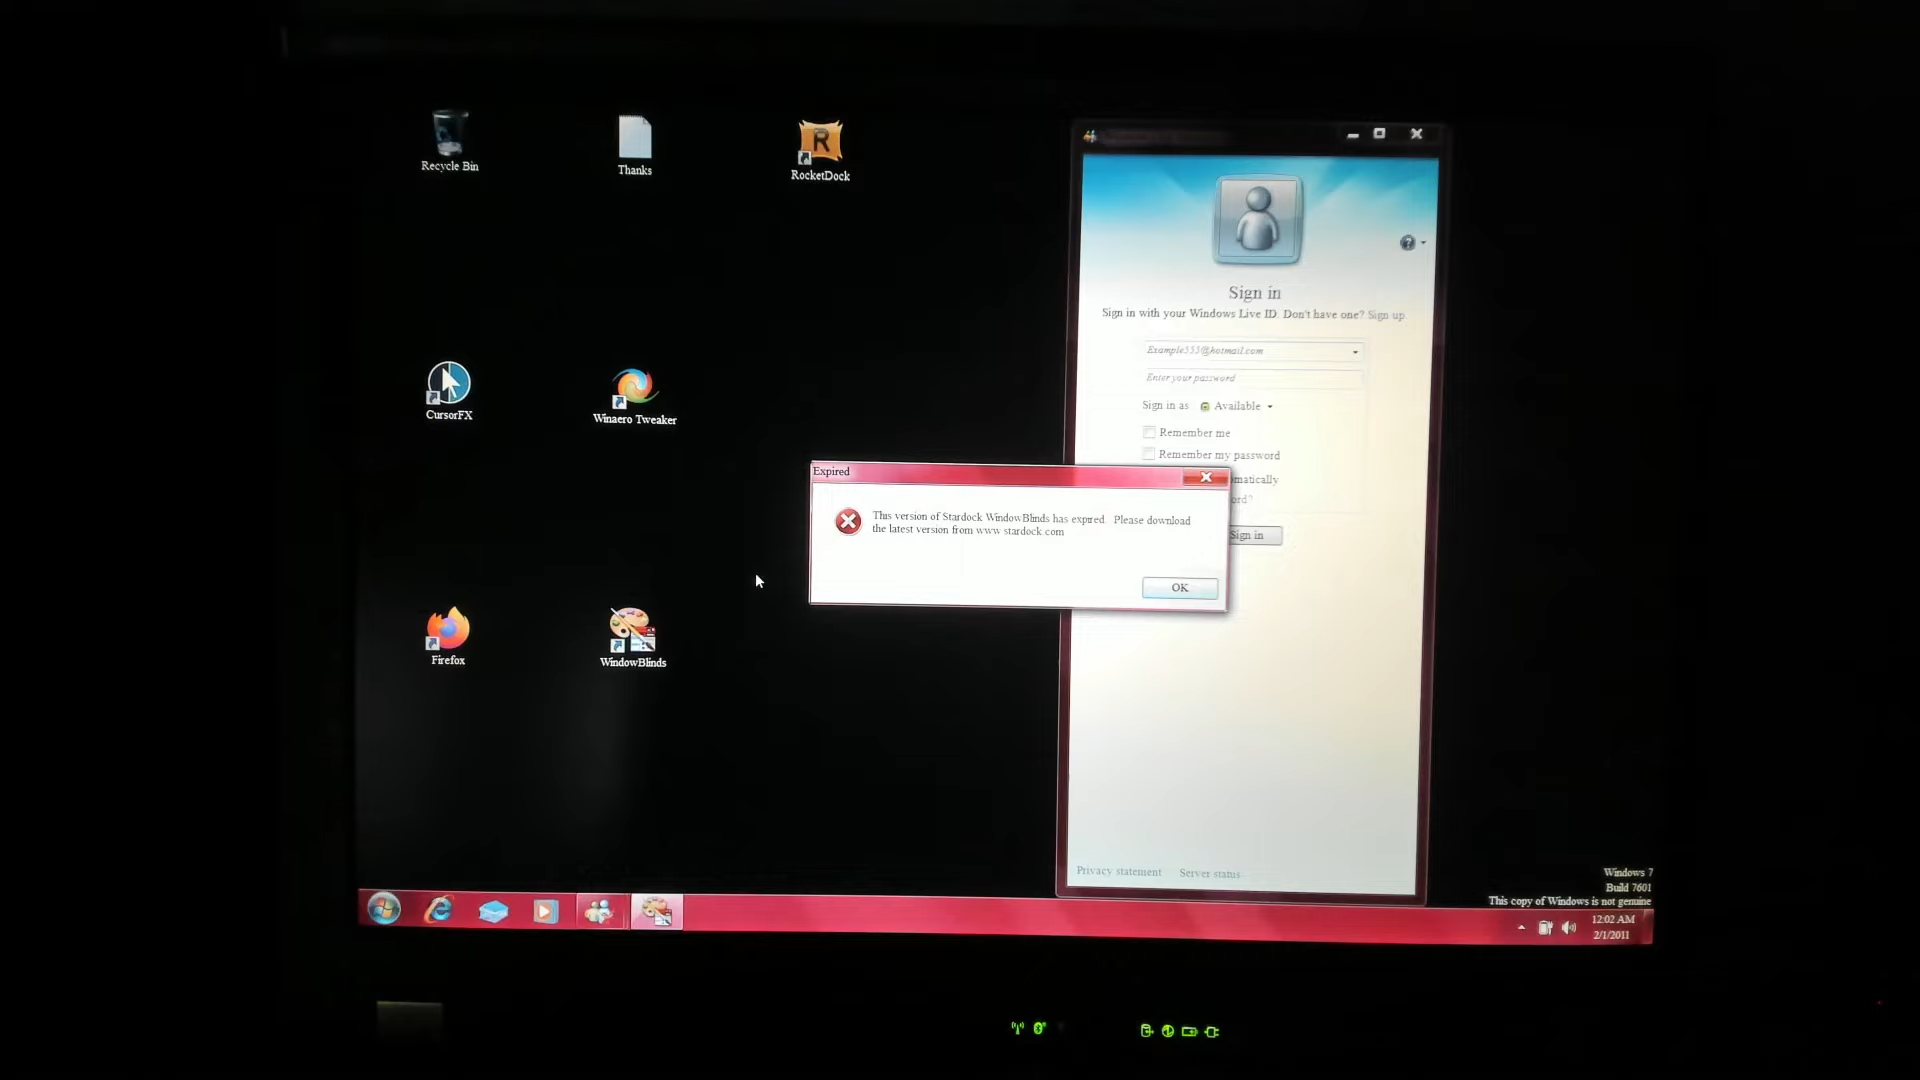 Recycle Bin
Thanks
RocketDock
CursorFX
Winaero Tweaker
Firefox
WindowBlinds
Sign in
Sign in with your Windows Live ID. Don't have one? Sign up.
Example555@hotmail.com
Enter your password
Sign in as Available
Remember me
Remember my password
omatically
ord?
Sign in
Privacy statement Server status
Expired
This version of Stardock WindowBlinds has expired. Please download
the latest version from www.stardock.com
OK
Windows 7
Build 7601
This copy of Windows is not genuine
12:02 AM
2/1/2011